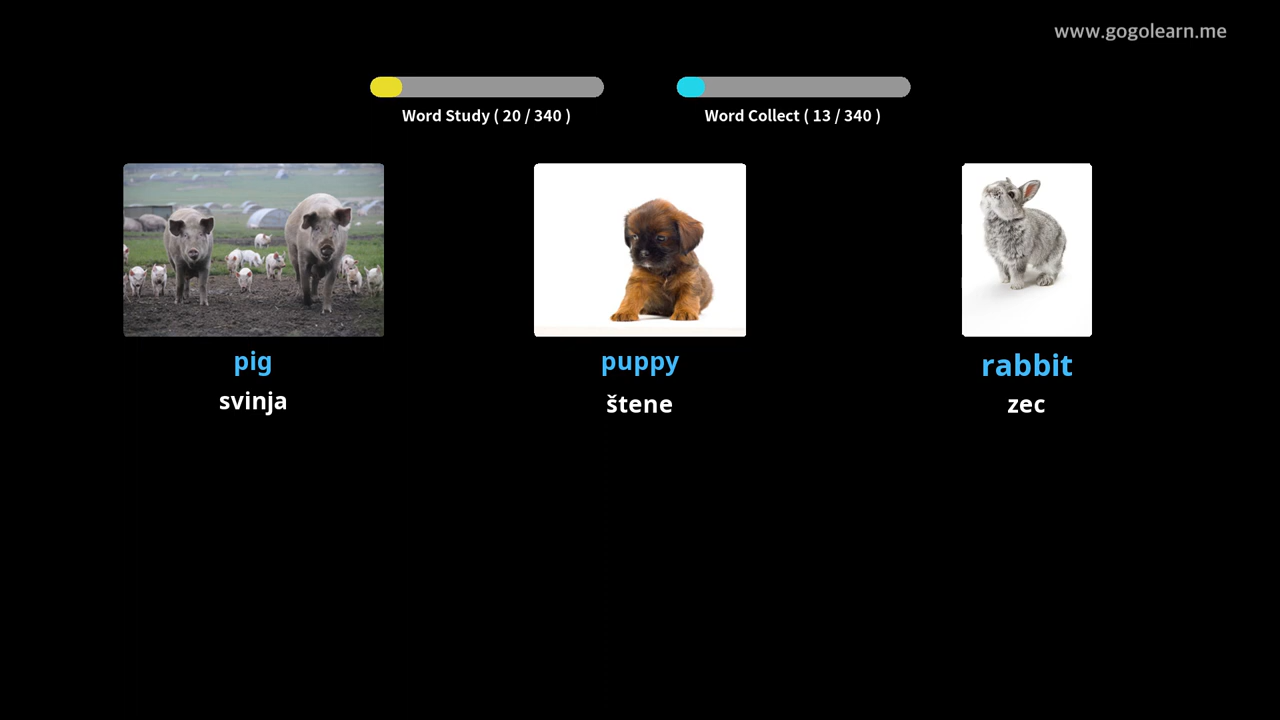 www.gogolearn.me
Word Study ( 20 / 340 )
Word Collect ( 13 / 340 )
pig
puppy
rabbit
svinja
štene
zec